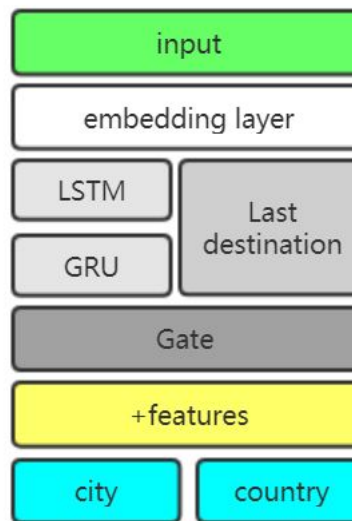 input
embedding layer
LSTM
GRU
Last
destination
Gate
+features
city
country